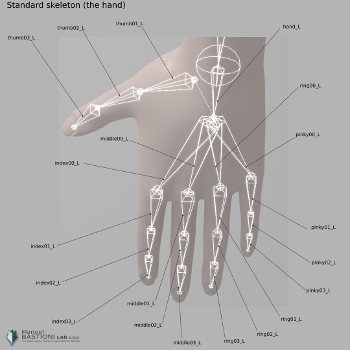 Standard skeleton (the hand)
thumb01_L
hand_L
thumb02_L
thumb03_L
ring00_L
pinky00_L
middle00_L
index00_L
pinky01_L
index01_L
pinky02_L
index02_L
pinky03_L
middle01_L
ring01_L
index03_L
middle02_L
ring02_L
ring03_L
middle03_L
Manuel
BASTIONI Lab